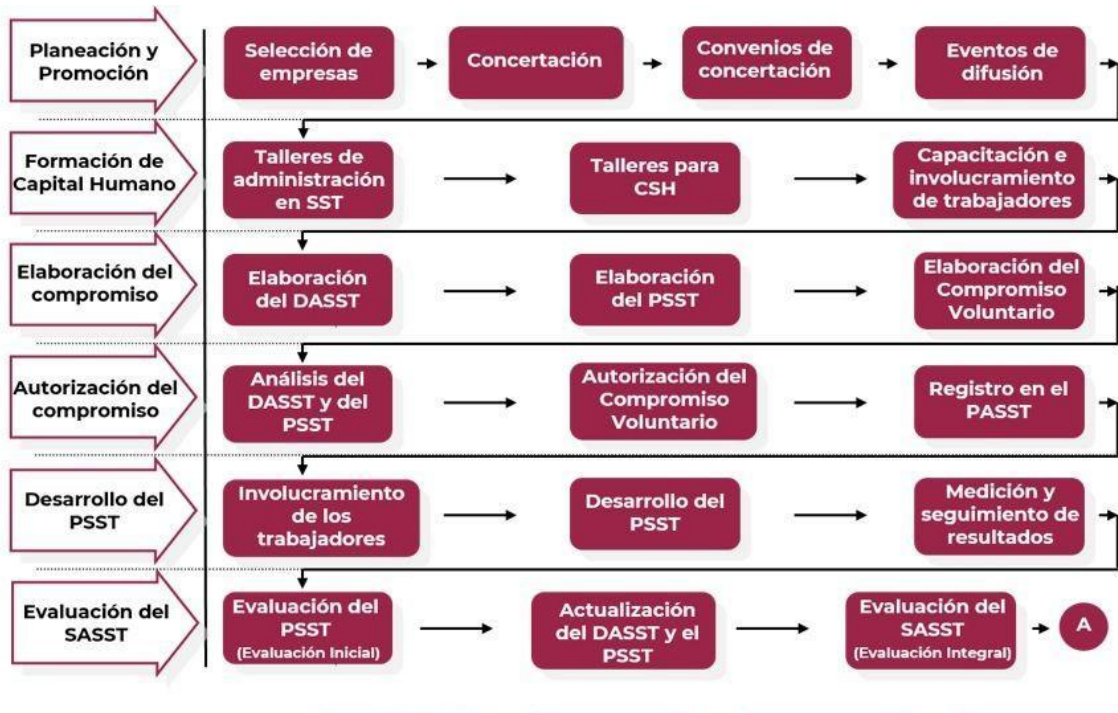 Planeación y
Promoción
Selección de
empresas
Concertación
Convenios de
concertación
Eventos de
difusión
Formación de
Capital Humano
Talleres de
administración
en SST
Talleres para
CSH
Capacitación e
involucramiento
de trabajadores
Elaboración del
compromiso
Elaboración
del DASST
Elaboración
del PSST
Elaboración del
Compromiso
Voluntario
Autorización del
compromiso
Análisis del
DASST y del
PSST
Autorización del
Compromiso
Voluntario
Registro en el
PASST
Desarrollo del
PSST
Involucramiento
de los
trabajadores
Desarrollo del
PSST
Medición y
seguimiento de
resultados
Evaluación del
SASST
Evaluación del
PSST
(Evaluación Inicial)
Actualización
del DASST y el
PSST
Evaluación del
SASST
(Evaluación Integral)
A